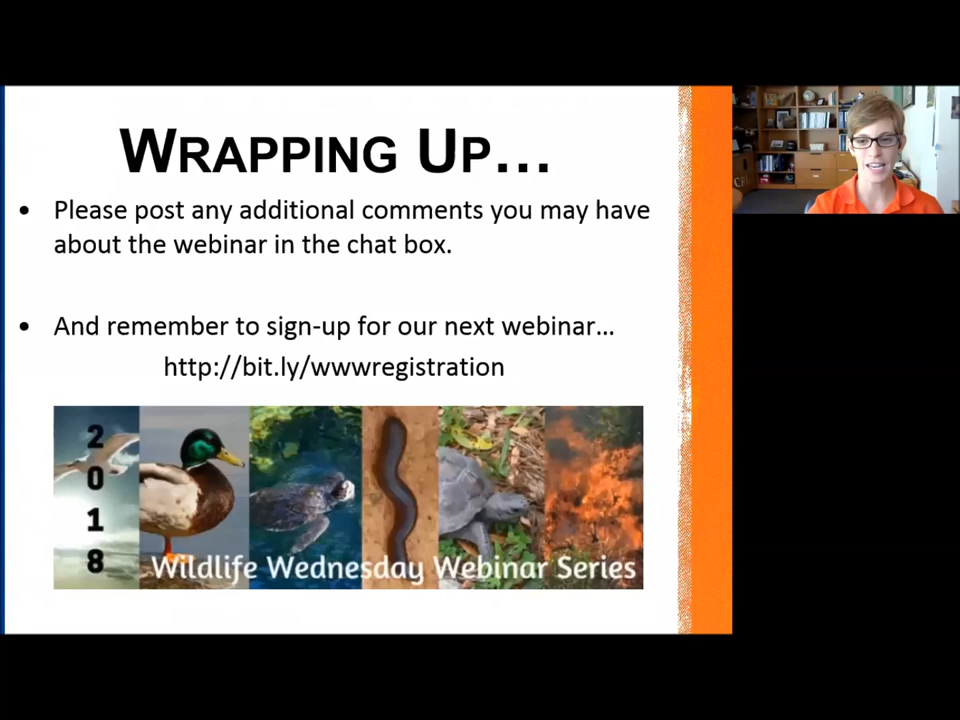 WRAPPING UP...
• Please post any additional comments you may have
about the webinar in the chat box.
• And remember to sign-up for our next webinar...
http://bit.ly/wwwregistration
2
0
1
8
Wildlife Wednesday Webinar Series